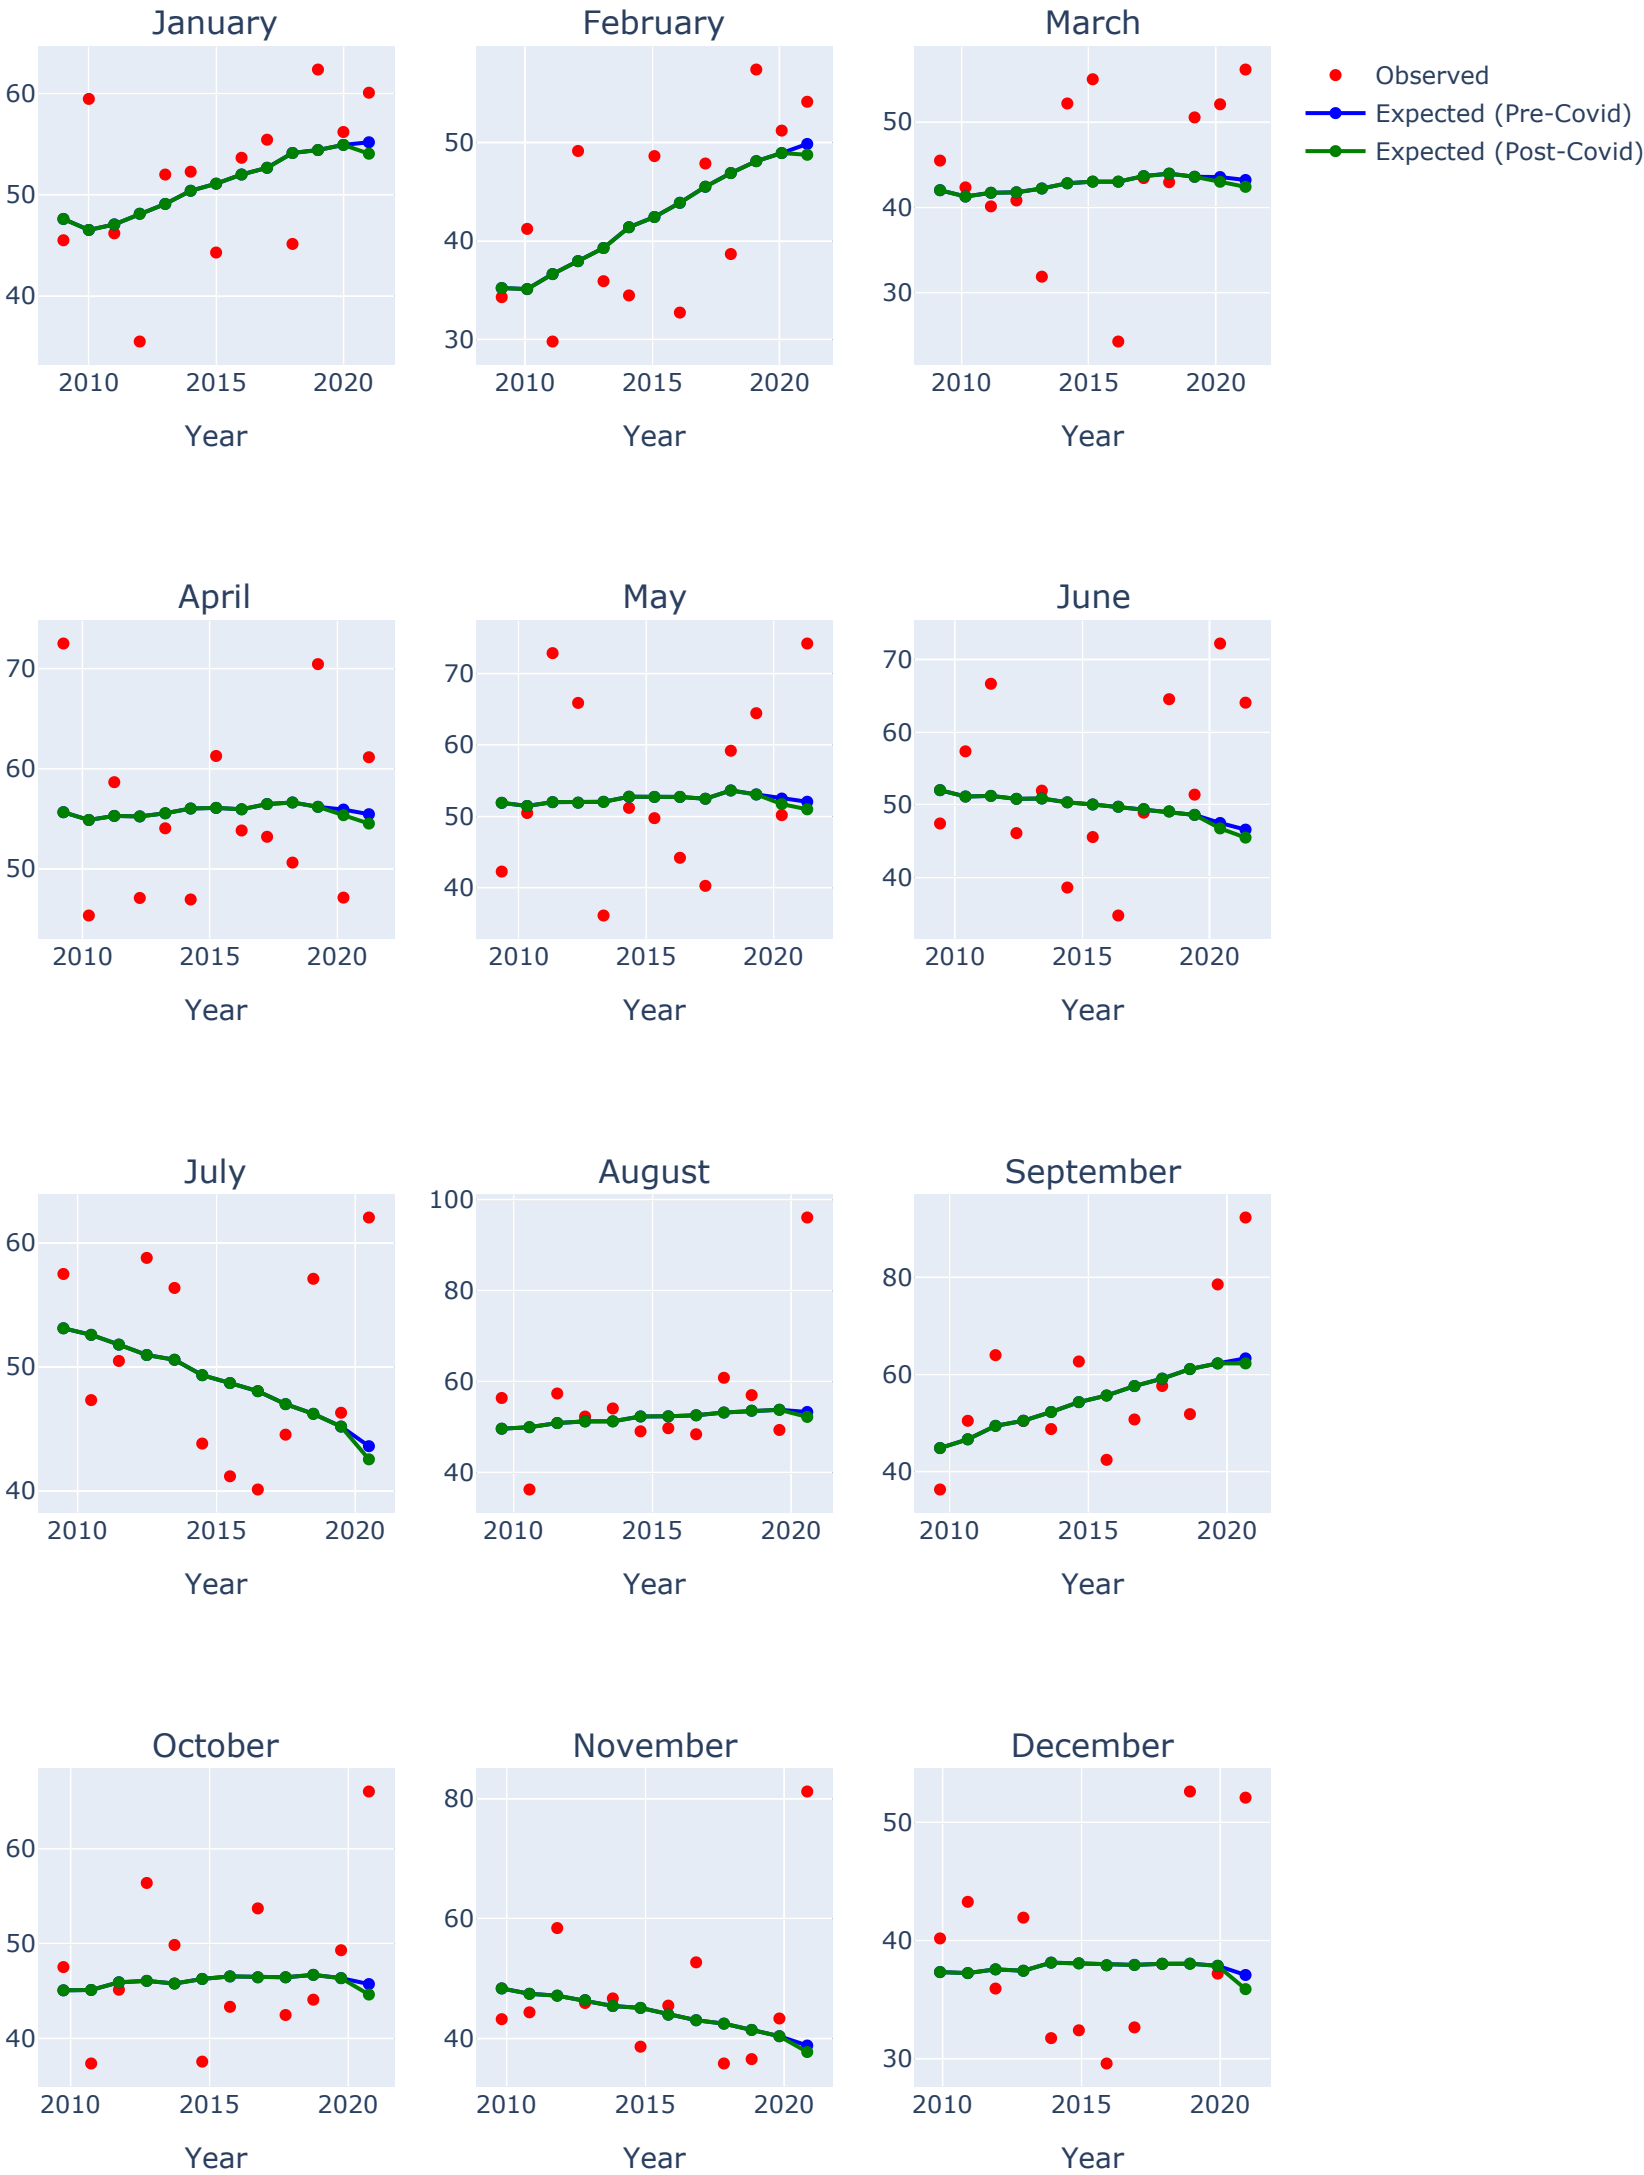 January
February
March
60
50
40
2010
2015
2020
Year
50
40
30
2010
2015
2020
Year
50
40
30
2010
2015
2020
Year
Observed
Expected (Pre-Covid)
Expected (Post-Covid)
April
May
June
70
60
50
2010
2015
2020
Year
70
60
50
40
2010
2015
2020
Year
70
60
50
40
2010
2015
2020
Year
July
August
September
60
50
40
2010
2015
2020
Year
100
80
60
40
2010
2015
2020
Year
80
60
40
2010
2015
2020
Year
October
November
December
60
50
40
2010
2015
2020
Year
80
60
40
2010
2015
2020
Year
50
40
30
2010
2015
2020
Year